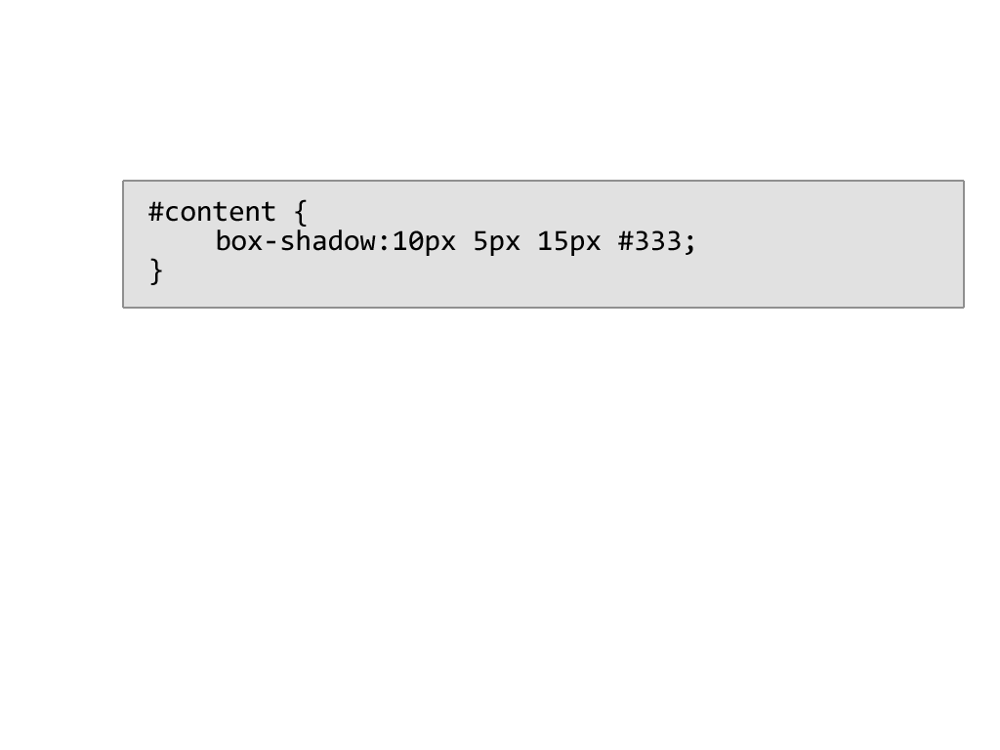 #content {
box-shadow:10px 5px 15px #333;
}